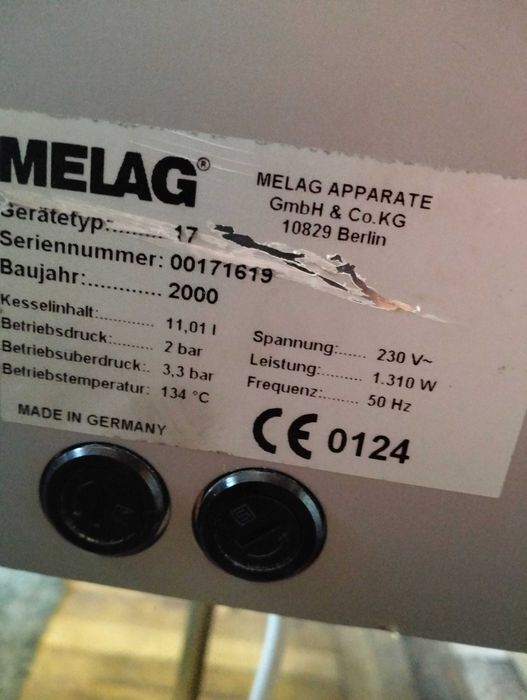 MELAG®
MELAG APPARATE
GmbH & Co.KG
10829 Berlin
Gerätetyp:........ 17
Seriennummer: 00171619
Baujahr:............. 2000
Kesselinhalt:........... 11,01 l
Betriebsdruck:........ 2 bar
Betriebsuberdruck:. 3,3 bar
Betriebstemperatur: 134 °C
Spannung:...... 230 V~
Leistung:......... 1.310 W
Frequenz:....... 50 Hz
MADE IN GERMANY
CE 0124